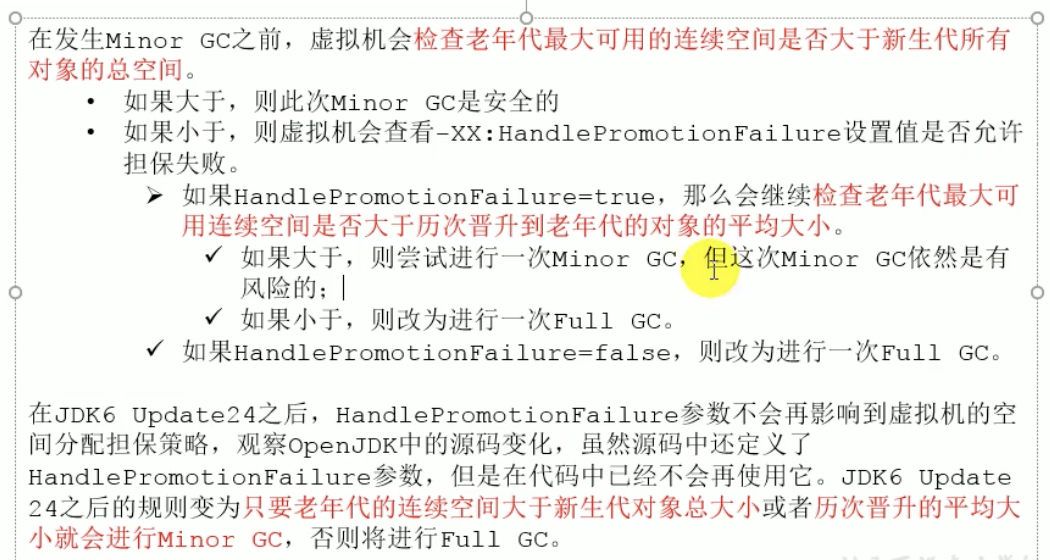 在发生Minor GC之前，虚拟机会检查老年代最大可用的连续空间是否大于新生代所有
对象的总空间。
• 如果大于，则此次Minor GC是安全的
• 如果小于，则虚拟机会查看-XX:HandlePromotionFailure设置值是否允许
担保失败。
➢ 如果HandlePromotionFailure=true，那么会继续检查老年代最大可
用连续空间是否大于历次晋升到老年代的对象的平均大小。
✓ 如果大于，则尝试进行一次Minor GC，但这次Minor GC依然是有
风险的；
✓ 如果小于，则改为进行一次Full GC。
✓ 如果HandlePromotionFailure=false，则改为进行一次Full GC。
在JDK6 Update24之后，HandlePromotionFailure参数不会再影响到虚拟机的空
间分配担保策略，观察OpenJDK中的源码变化，虽然源码中还定义了
HandlePromotionFailure参数，但是在代码中已经不会再使用它。JDK6 Update
24之后的规则变为只要老年代的连续空间大于新生代对象总大小或者历次晋升的平均大
小就会进行Minor GC，否则将进行Full GC。